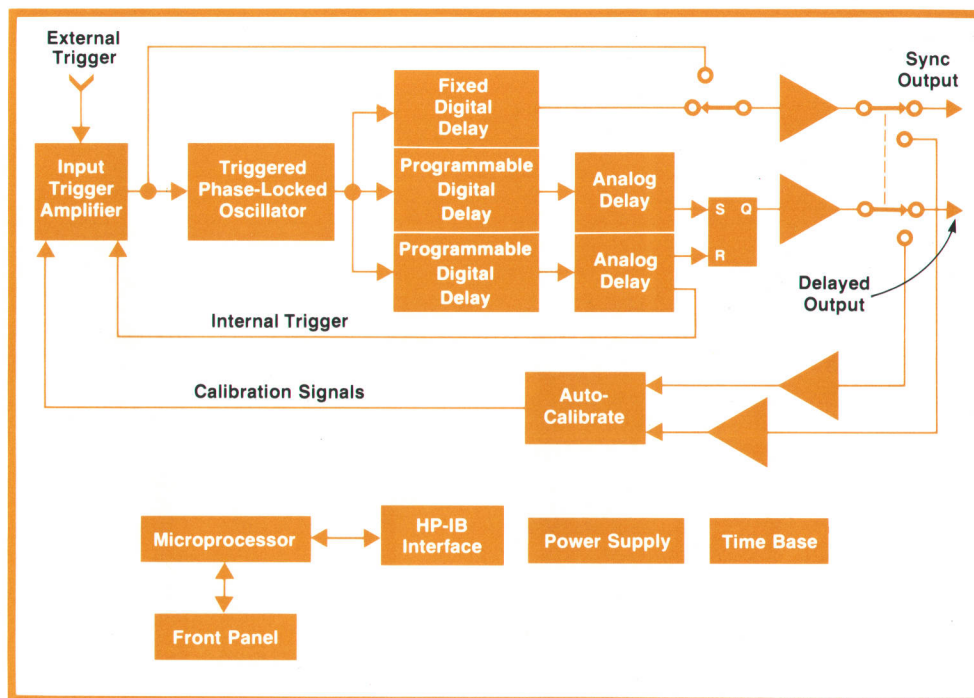 External
Trigger
Sync
Output
Fixed
Digital
Delay
Input
Trigger
Amplifier
Triggered
Phase-Locked
Oscillator
Programmable
Digital
Delay
Analog
Delay
S Q
R
Programmable
Digital
Delay
Analog
Delay
Delayed
Output
Internal Trigger
Calibration Signals
Auto-
Calibrate
Microprocessor
HP-IB
Interface
Power Supply
Time Base
Front Panel